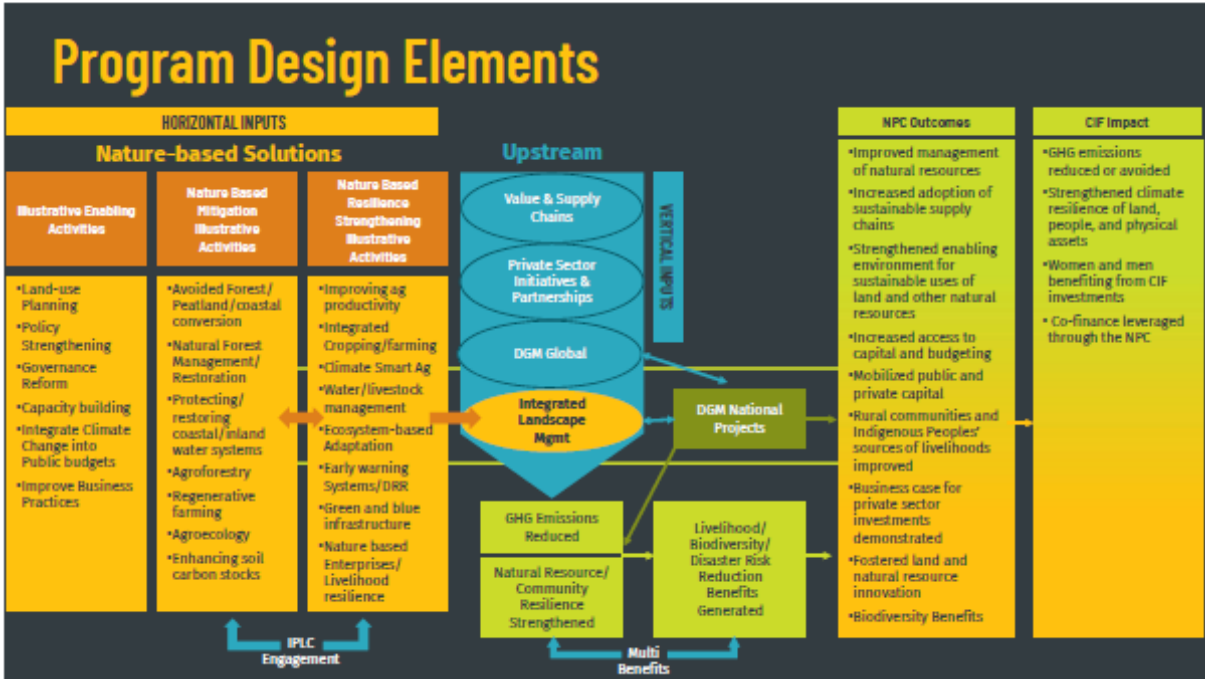 Program Design Elements
HORIZONTAL INPUTS
Nature-based Solutions
Illustrative Enabling
Activities
•Land-use
Planning
•Policy
Strengthening
•Governance
Reform
•Capacity building
•Integrate Climate
Change into
Public budgets
•Improve Business
Practices
Nature Based
Mitigation
Illustrative
Activities
•Avoided Forest/
Peatland/coastal
conversion
•Natural Forest
Management/
Restoration
•Protecting/
restoring
coastal/inland
water systems
•Agroforestry
•Regenerative
farming
•Agroecology
•Enhancing soil
carbon stocks
Nature Based
Resilience
Strengthening
Illustrative
Activities
•Improving ag
productivity
•Integrated
Cropping/farming
•Climate Smart Ag
•Water/livestock
management
•Ecosystem-based
Adaptation
•Early warning
Systems/DRR
•Green and blue
infrastructure
•Nature based
Enterprises/
Livelihood
resilience
IPLC
Engagement
Upstream
Value & Supply
Chains
Private Sector
Initiatives &
Partnerships
DGM Global
Integrated
Landscape
Mgmt
VERTICAL INPUTS
DGM National
Projects
GHG Emissions
Reduced
Natural Resource/
Community
Resilience
Strengthened
Livelihood/
Biodiversity/
Disaster Risk
Reduction
Benefits
Generated
Multi
Benefits
NPC Outcomes
•Improved management
of natural resources
•Increased adoption of
sustainable supply
chains
•Strengthened enabling
environment for
sustainable uses of
land and other natural
resources
•Increased access to
capital and budgeting
•Mobilized public and
private capital
•Rural communities and
Indigenous Peoples'
sources of livelihoods
improved
•Business case for
private sector
investments
demonstrated
•Fostered land and
natural resource
innovation
•Biodiversity Benefits
CIF Impact
•GHG emissions
reduced or avoided
•Strengthened climate
resilience of land,
people, and physical
assets
•Women and men
benefiting from CIF
investments
• Co-finance leveraged
through the NPC